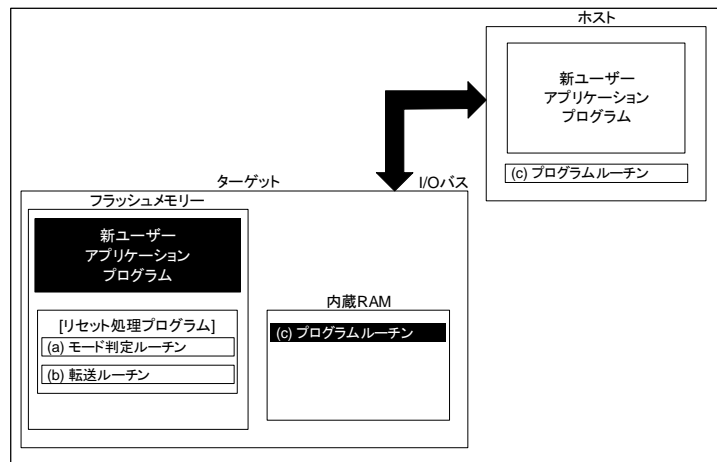 ホスト
新ユーザー
アプリケーション
プログラム
(c) プログラムルーチン
ターゲット
I/Oバス
フラッシュメモリー
新ユーザー
アプリケーション
プログラム
[リセット処理プログラム]
(a) モード判定ルーチン
(b) 転送ルーチン
内蔵RAM
(c) プログラムルーチン